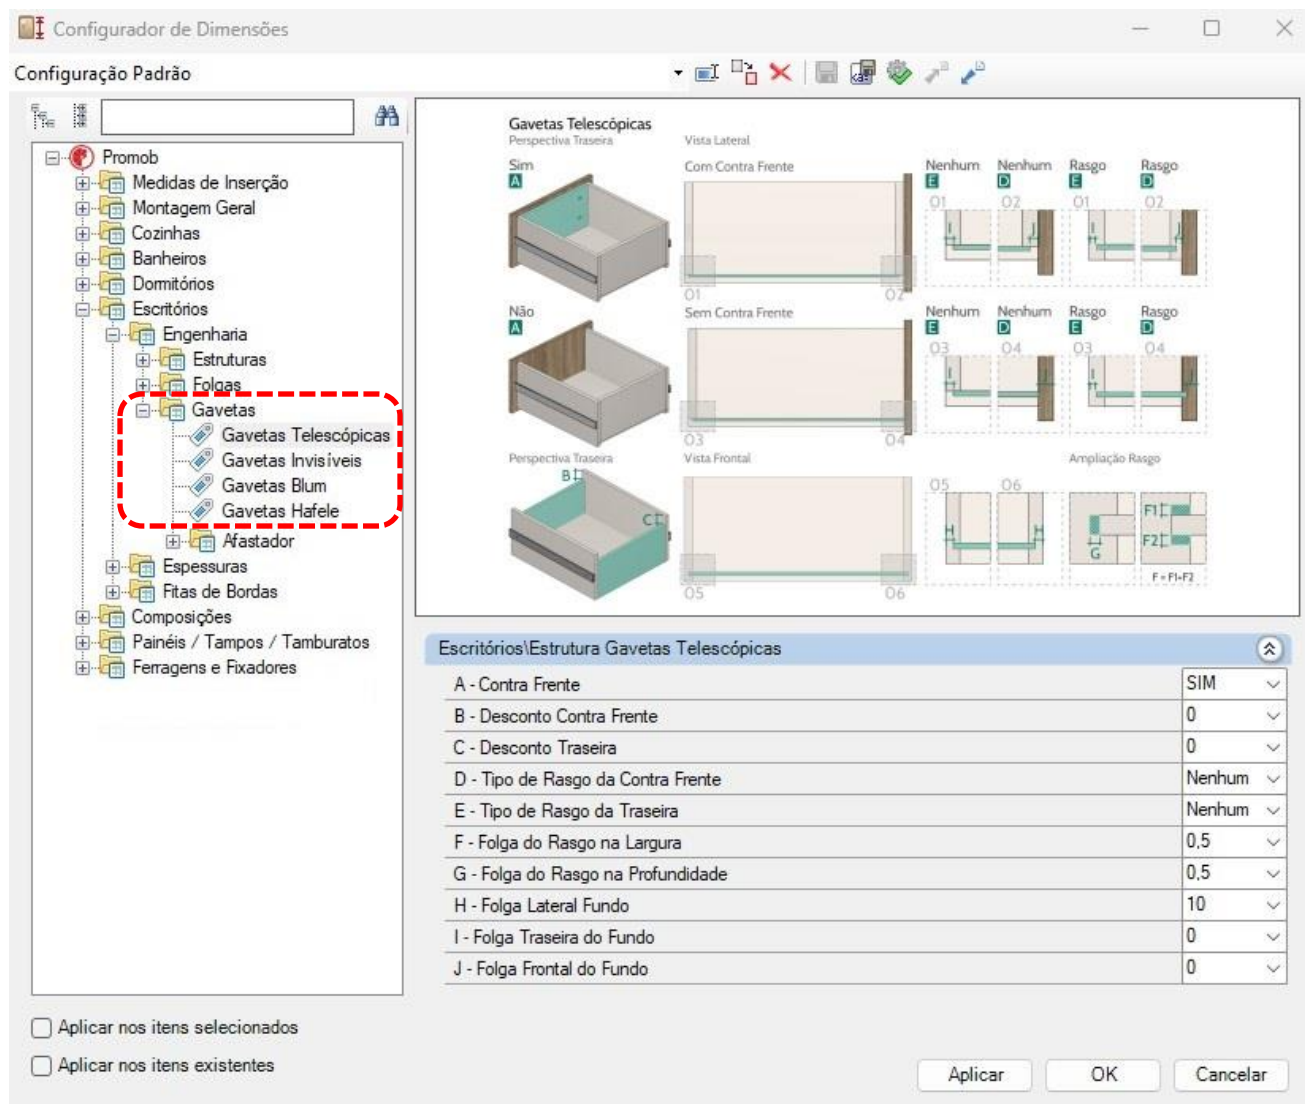 Configurador de Dimensões
Configuração Padrão
Promob
Medidas de Inserção
Montagem Geral
Cozinhas
Banheiros
Dormitórios
Escritórios
Engenharia
Estruturas
Folgas
Gavetas
Gavetas Telescópicas
Gavetas Invisíveis
Gavetas Blum
Gavetas Hafele
Afastador
Espessuras
Fitas de Bordas
Composições
Painéis / Tampos / Tamburatos
Ferragens e Fixadores
Gavetas Telescópicas
Perspectiva Traseira Vista Lateral
Sim Com Contra Frente Nenhum Nenhum Rasgo Rasgo
A E D E D
01 02 01 02
I J I J
01 02
Não Sem Contra Frente Nenhum Nenhum Rasgo Rasgo
A E D E D
03 04 03 04
I J I J
03 04
Perspectiva Traseira Vista Frontal Ampliação Rasgo
B C
05 06
H H
G F1 F2
F = F1+F2
05 06
Escritórios\Estrutura Gavetas Telescópicas
A - Contra Frente SIM
B - Desconto Contra Frente 0
C - Desconto Traseira 0
D - Tipo de Rasgo da Contra Frente Nenhum
E - Tipo de Rasgo da Traseira Nenhum
F - Folga do Rasgo na Largura 0,5
G - Folga do Rasgo na Profundidade 0,5
H - Folga Lateral Fundo 10
I - Folga Traseira do Fundo 0
J - Folga Frontal do Fundo 0
Aplicar nos itens selecionados
Aplicar nos itens existentes
Aplicar OK Cancelar